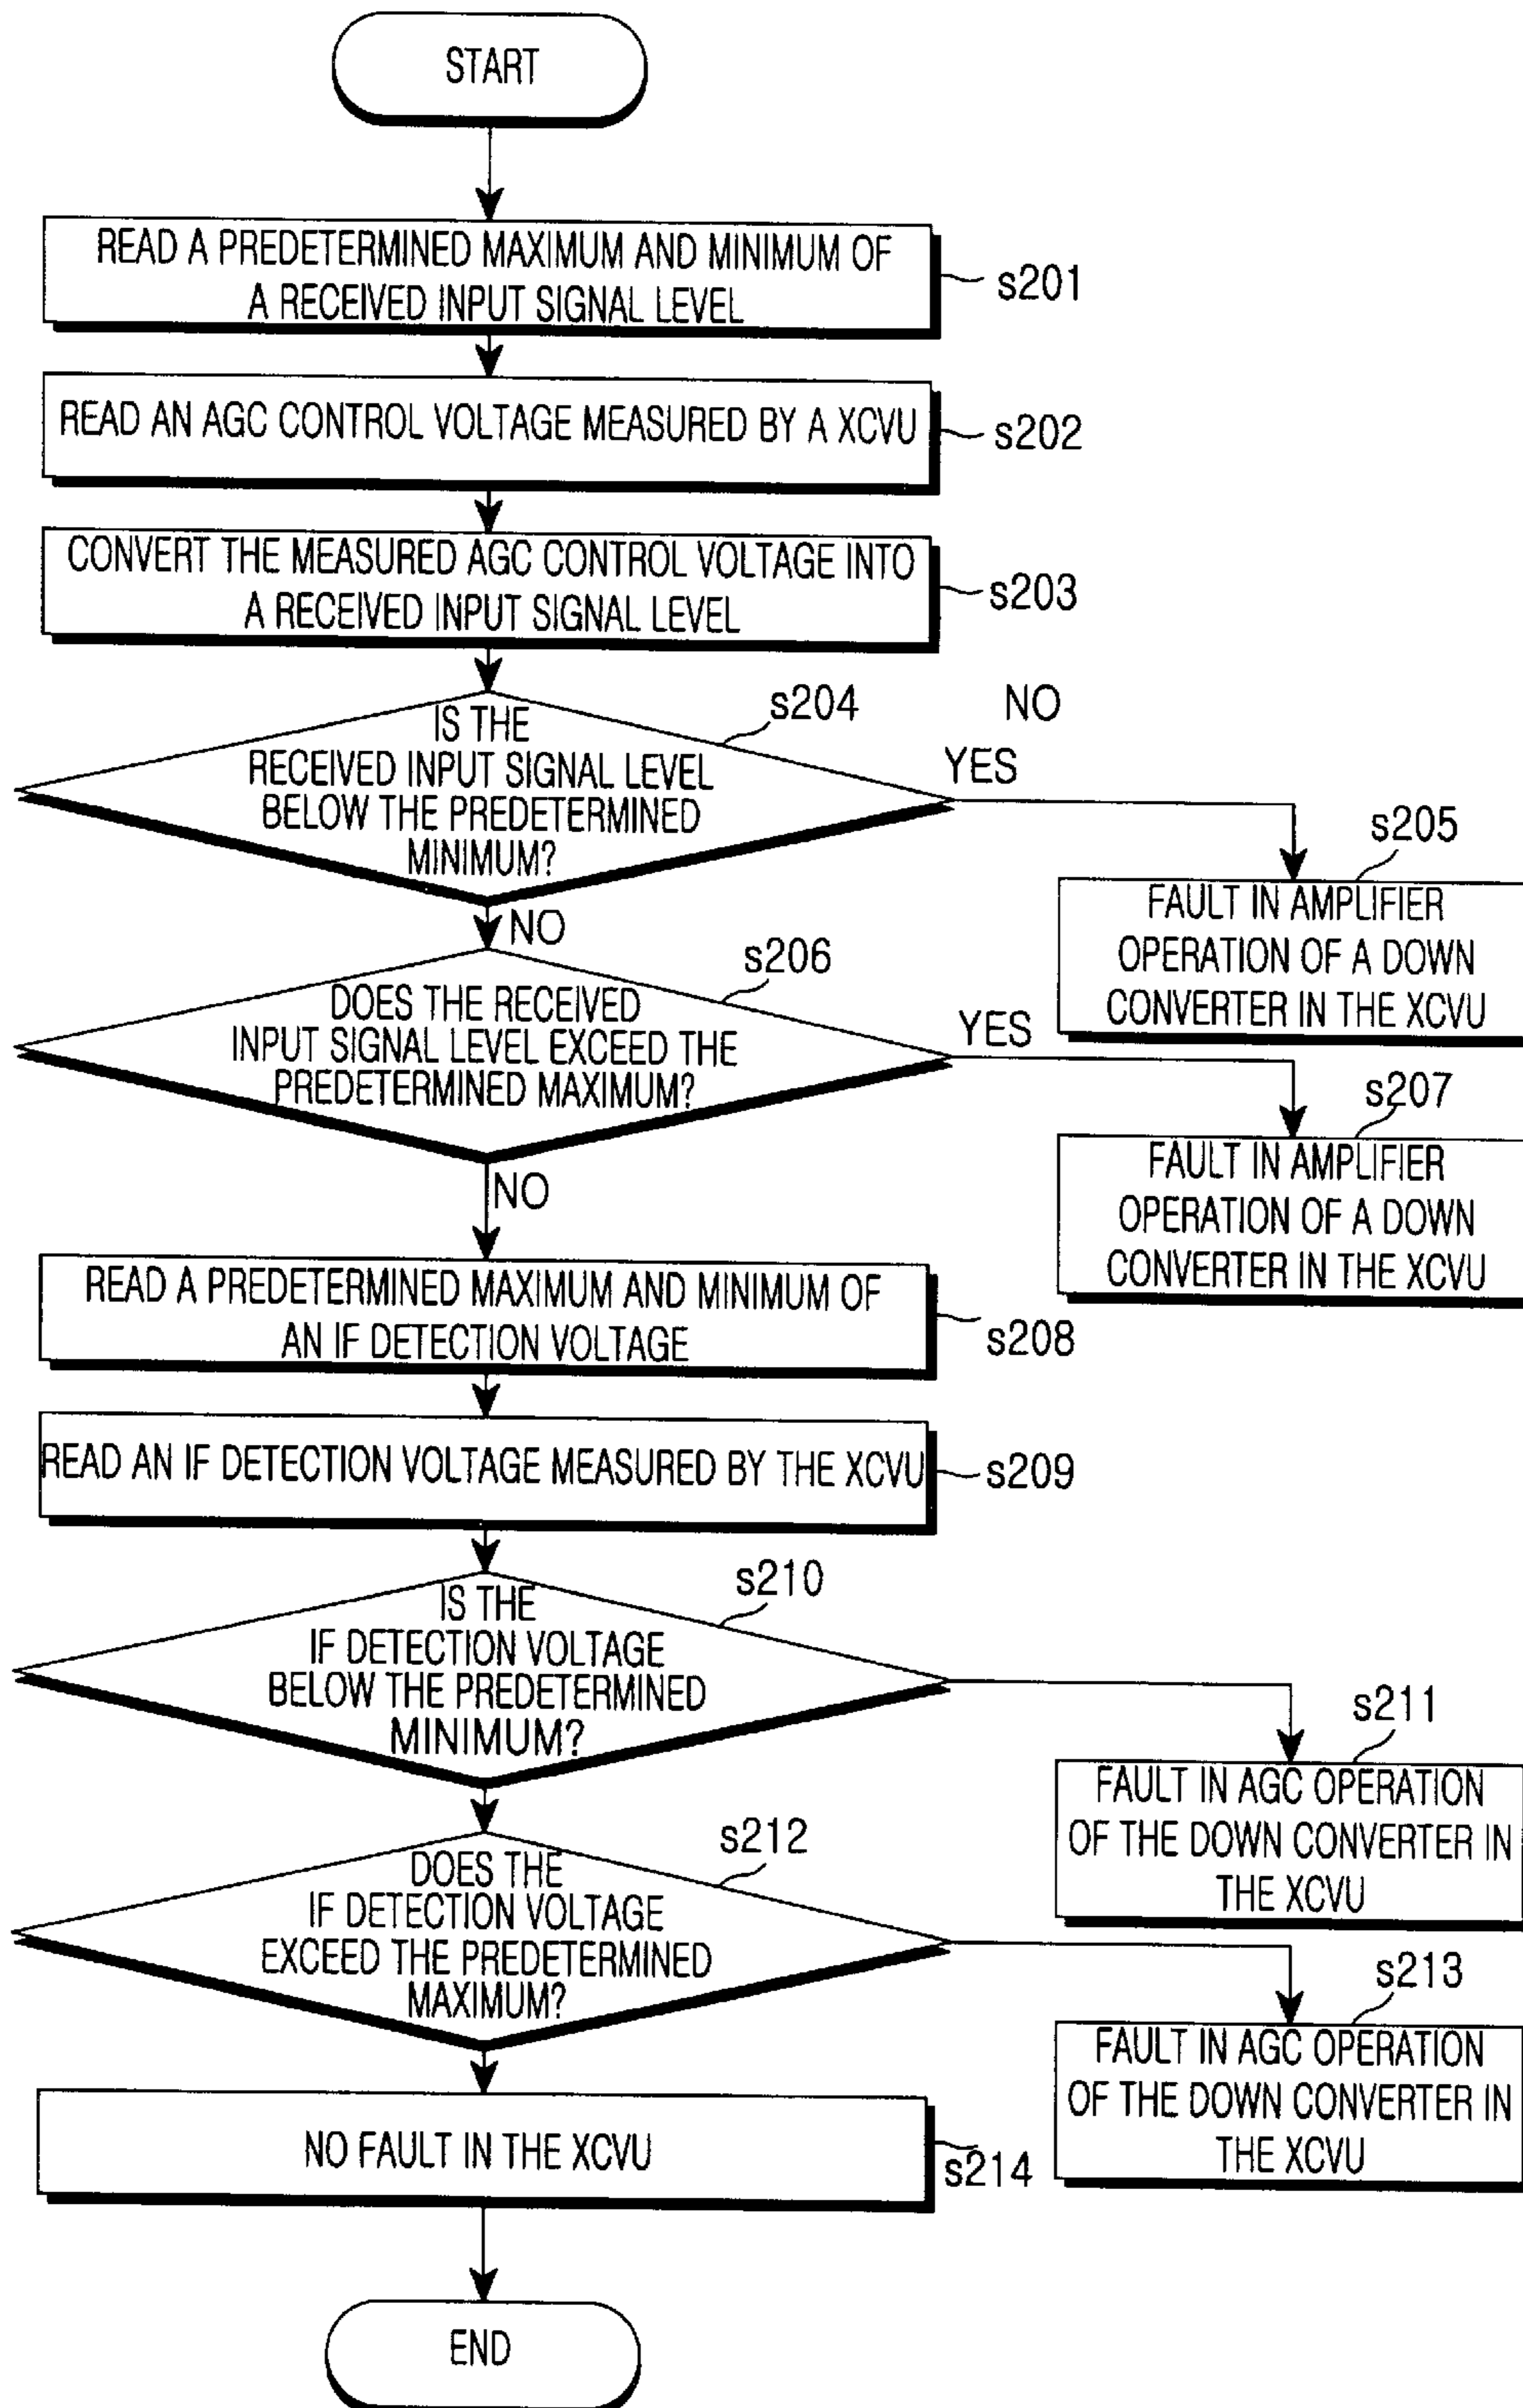 START
READ A PREDETERMINED MAXIMUM AND MINIMUM OF
A RECEIVED INPUT SIGNAL LEVEL
s201
READ AN AGC CONTROL VOLTAGE MEASURED BY A XCVU
s202
CONVERT THE MEASURED AGC CONTROL VOLTAGE INTO
A RECEIVED INPUT SIGNAL LEVEL
s203
IS THE
RECEIVED INPUT SIGNAL LEVEL
BELOW THE PREDETERMINED
MINIMUM?
s204
NO
YES
s205
FAULT IN AMPLIFIER
OPERATION OF A DOWN
CONVERTER IN THE XCVU
NO
DOES THE RECEIVED
INPUT SIGNAL LEVEL EXCEED THE
PREDETERMINED MAXIMUM?
s206
YES
s207
FAULT IN AMPLIFIER
OPERATION OF A DOWN
CONVERTER IN THE XCVU
NO
READ A PREDETERMINED MAXIMUM AND MINIMUM OF
AN IF DETECTION VOLTAGE
s208
READ AN IF DETECTION VOLTAGE MEASURED BY THE XCVU
s209
IS THE
IF DETECTION VOLTAGE
BELOW THE PREDETERMINED
MINIMUM?
s210
s211
FAULT IN AGC OPERATION
OF THE DOWN CONVERTER IN
THE XCVU
DOES THE
IF DETECTION VOLTAGE
EXCEED THE PREDETERMINED
MAXIMUM?
s212
s213
FAULT IN AGC OPERATION
OF THE DOWN CONVERTER IN
THE XCVU
NO FAULT IN THE XCVU
s214
END